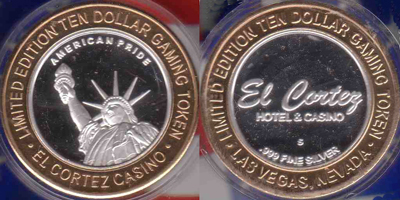 LIMITED EDITION TEN DOLLAR GAMING TOKEN
AMERICAN PRIDE
• EL CORTEZ CASINO •
LIMITED EDITION TEN DOLLAR GAMING TOKEN
El Cortez
HOTEL & CASINO
S
.999 FINE SILVER
• LAS VEGAS, NEVADA •